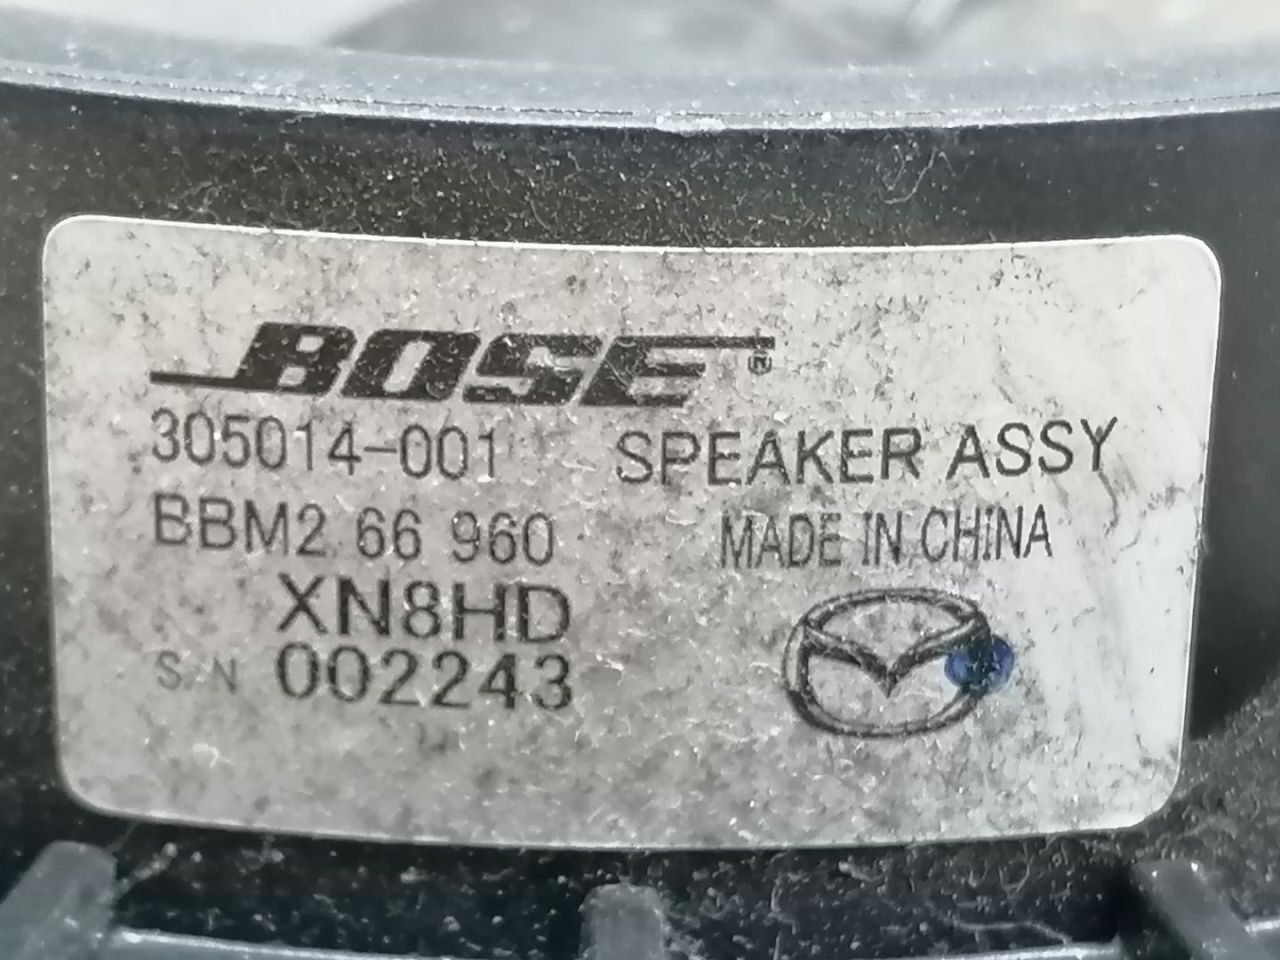 BOSE®
305014-001 SPEAKER ASSY
BBM2 66 960 MADE IN CHINA
XN8HD
S/N 002243